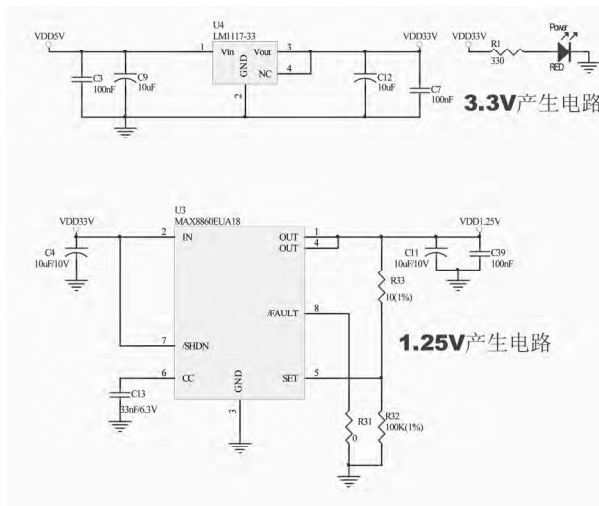 U4
LM1117-33
VDD5V
1
Vin
Vout
3
GND
NC
4
2
C3
100nF
C9
10uF
C12
10uF
VDD33V
C7
100nF
VDD33V
R1
330
Power
RED
3.3V产生电路
U3
MAX8860EUA18
VDD33V
2
IN
OUT
1
OUT
4
VDD1.25V
C4
10uF/10V
C11
10uF/10V
C39
100nF
R33
10(1%)
/FAULT
8
1.25V产生电路
7
/SHDN
6
CC
GND
3
SET
5
C13
33nF/6.3V
R31
0
R32
100K(1%)